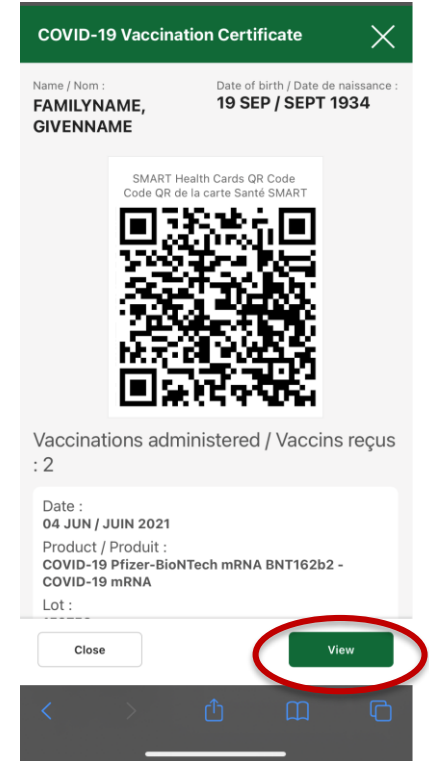 COVID-19 Vaccination Certificate
Name / Nom :
FAMILYNAME,
GIVENNAME
Date of birth / Date de naissance :
19 SEP / SEPT 1934
SMART Health Cards QR Code
Code QR de la carte Santé SMART
Vaccinations administered / Vaccins reçus
: 2
Date :
04 JUN / JUIN 2021
Product / Produit :
COVID-19 Pfizer-BioNTech mRNA BNT162b2 -
COVID-19 mRNA
Lot :
Close
View